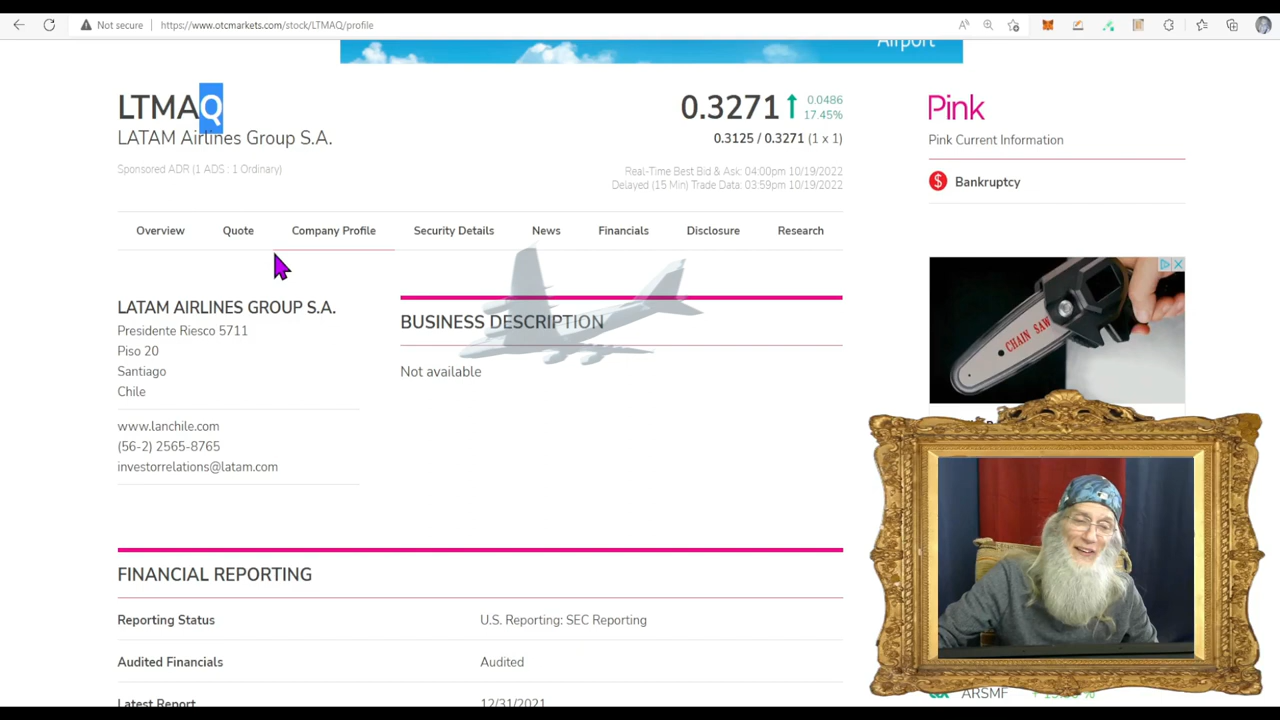 Not secure
https://www.otcmarkets.com/stock/LTMAQ/profile
Airport
LTMAQ
LATAM Airlines Group S.A.
Sponsored ADR (1 ADS : 1 Ordinary)
0.3271
0.0486
17.45%
0.3125 / 0.3271 (1 x 1)
Real-Time Best Bid & Ask: 04:00pm 10/19/2022
Delayed (15 Min) Trade Data: 03:59pm 10/19/2022
Pink
Pink Current Information
Bankruptcy
Overview Quote Company Profile Security Details News Financials Disclosure Research
LATAM AIRLINES GROUP S.A.
Presidente Riesco 5711
Piso 20
Santiago
Chile
www.lanchile.com
(56-2) 2565-8765
investorrelations@latam.com
BUSINESS DESCRIPTION
Not available
CHAIN SAW
FINANCIAL REPORTING
Reporting Status U.S. Reporting: SEC Reporting
Audited Financials Audited
Latest Report 12/31/2021
ARSMF